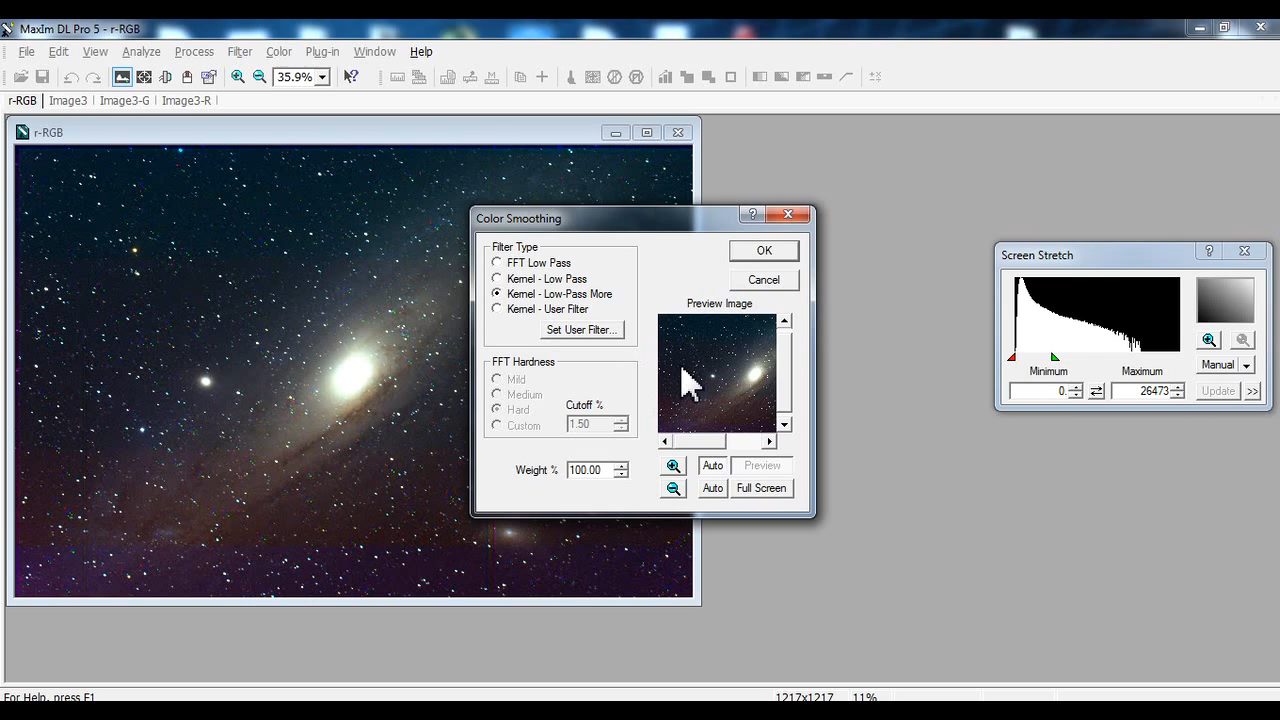 MaxIm DL Pro 5 - r-RGB
File Edit View Analyze Process Filter Color Plug-in Window Help
35.9%
r-RGB Image3 Image3-G Image3-R
r-RGB
Color Smoothing
Filter Type
FFT Low Pass
Kernel - Low Pass
Kernel - Low-Pass More
Kernel - User Filter
Set User Filter...
FFT Hardness
Mild
Medium
Hard
Custom
Cutoff %
1.50
Weight % 100.00
OK
Cancel
Preview Image
Auto Preview
Auto Full Screen
Screen Stretch
Manual
Minimum Maximum
0. 26473 Update >>
For Help, press F1 1217x1217 11%